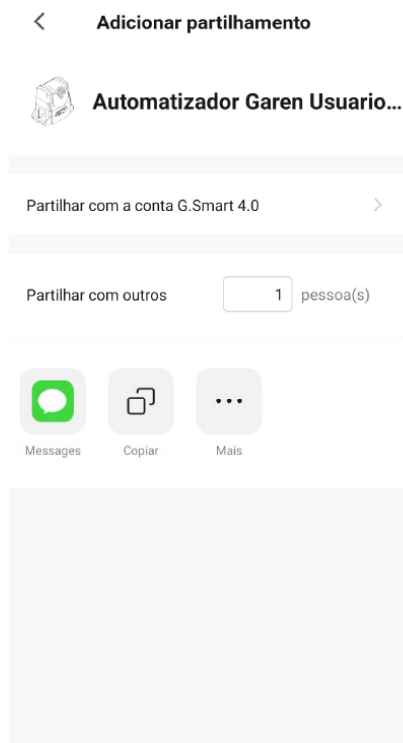 Adicionar partilhamento
Automatizador Garen Usuario...
Partilhar com a conta G.Smart 4.0
Partilhar com outros 1 pessoa(s)
Messages Copiar Mais